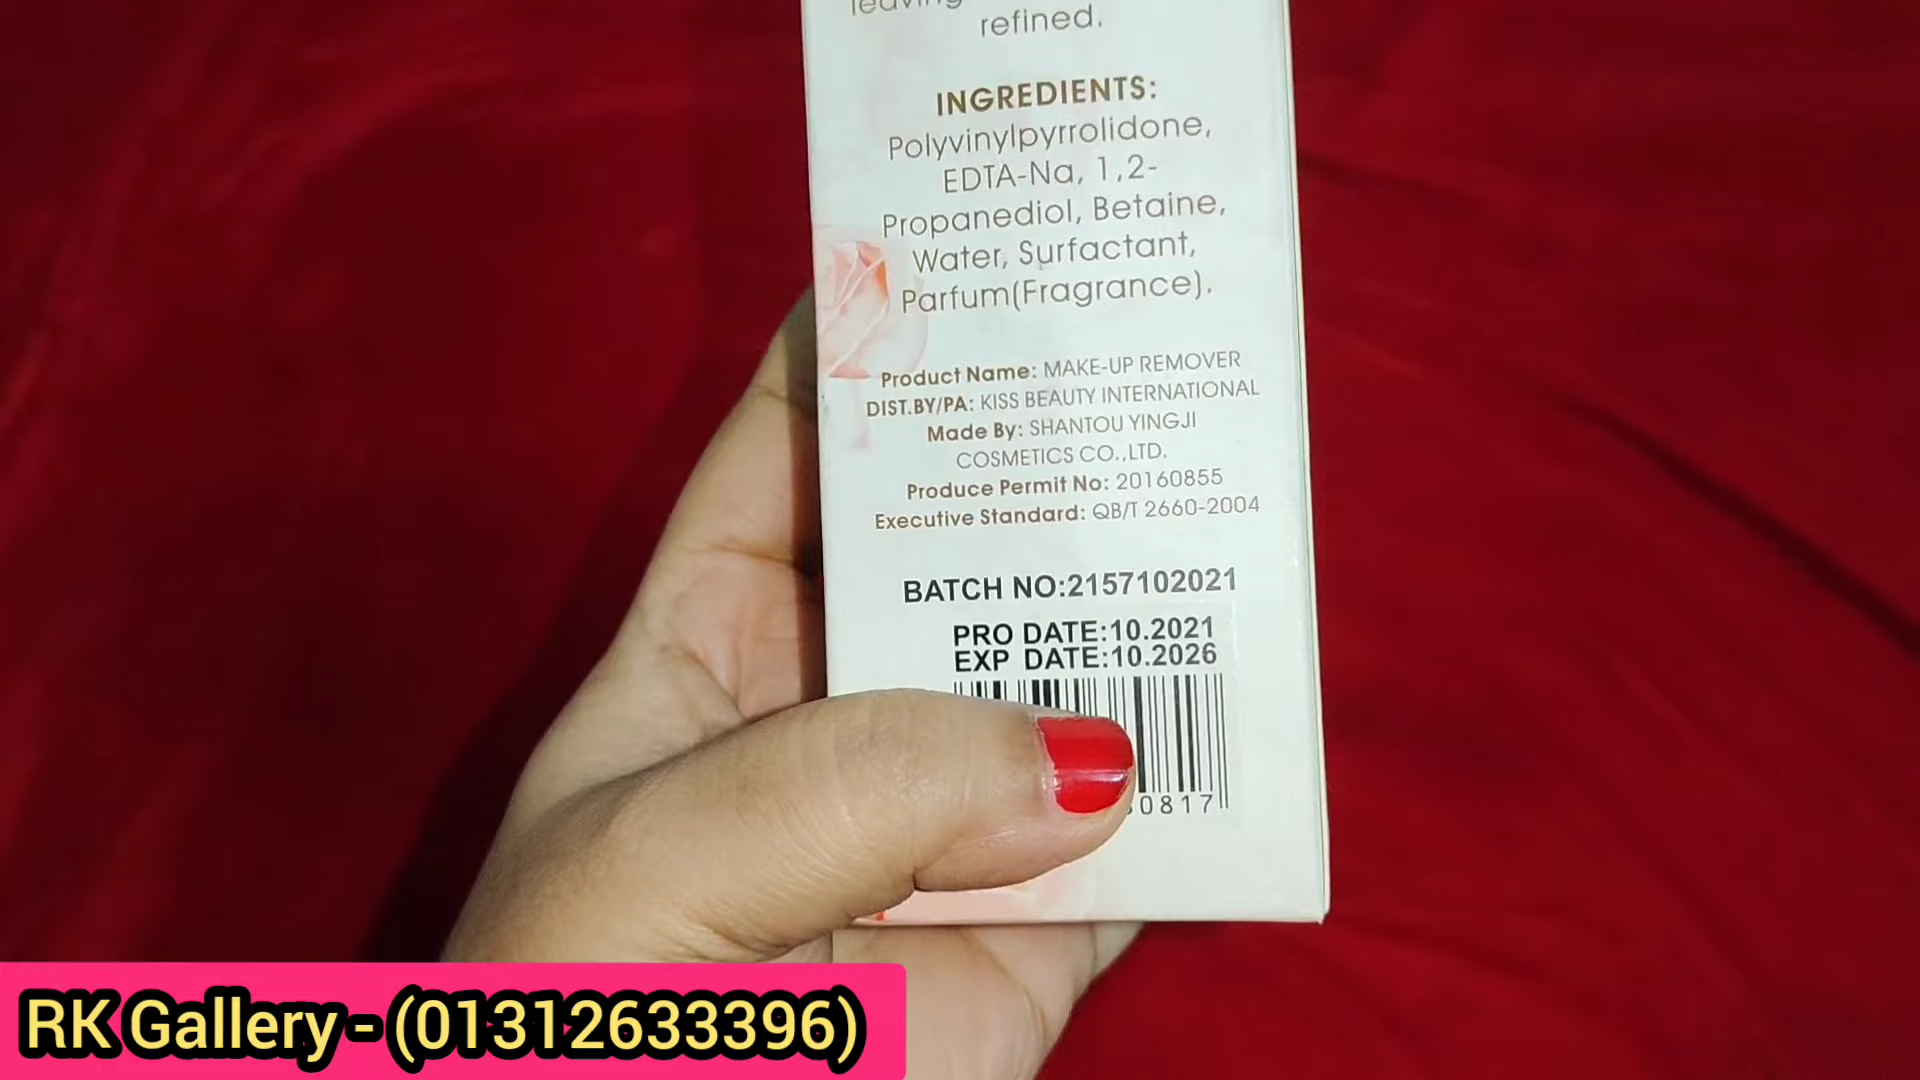 refined.
INGREDIENTS:
Polyvinylpyrrolidone,
EDTA-Na, 1,2-
Propanediol, Betaine,
Water, Surfactant,
Parfum(Fragrance).
Product Name: MAKE-UP REMOVER
DIST.BY/PA: KISS BEAUTY INTERNATIONAL
Made By: SHANTOU YINGJI
COSMETICS CO.,LTD.
Produce Permit No: 20160855
Executive Standard: QB/T 2660-2004
BATCH NO:2157102021
PRO DATE:10.2021
EXP DATE:10.2026
0817
RK Gallery - (01312633396)